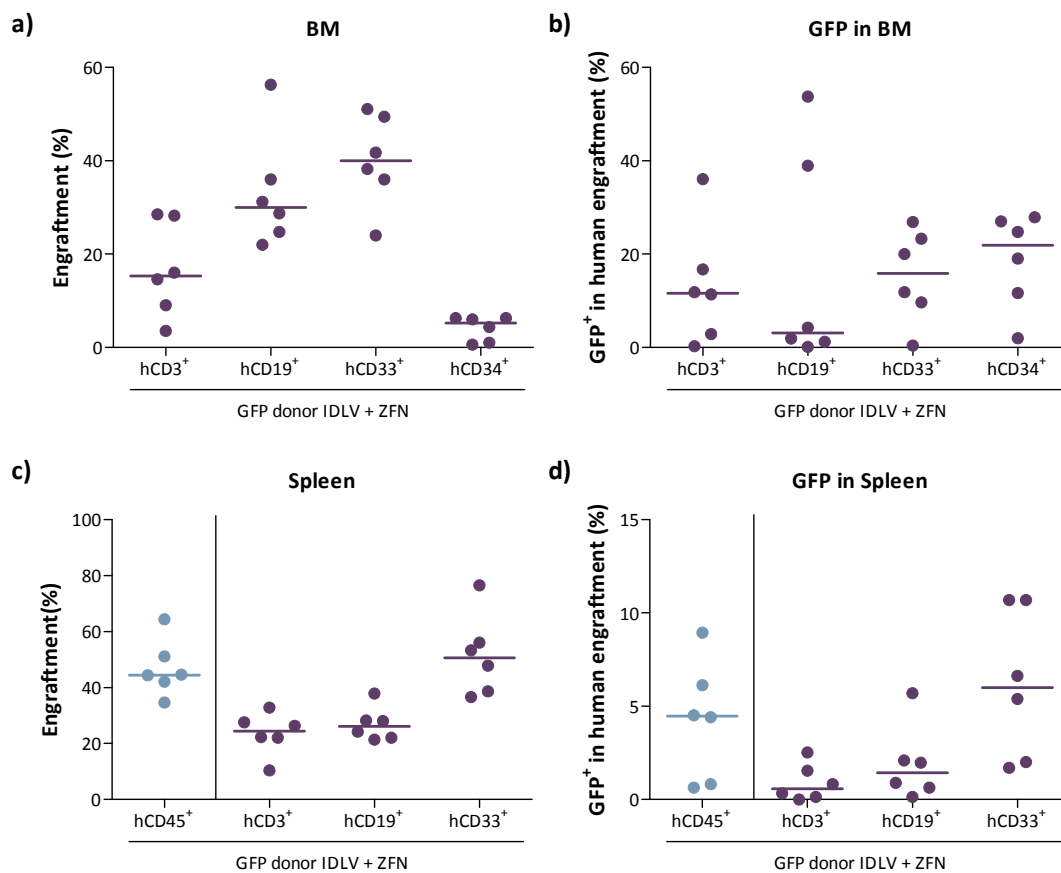 a)
BM
Engraftment (%)
60
40
20
0
hCD3⁺ hCD19⁺ hCD33⁺ hCD34⁺
GFP donor IDLV + ZFN
b)
GFP in BM
GFP⁺ in human engraftment (%)
60
40
20
0
hCD3⁺ hCD19⁺ hCD33⁺ hCD34⁺
GFP donor IDLV + ZFN
c)
Spleen
Engraftment(%)
100
80
60
40
20
0
hCD45⁺ hCD3⁺ hCD19⁺ hCD33⁺
GFP donor IDLV + ZFN
d)
GFP in Spleen
GFP⁺ in human engraftment (%)
15
10
5
0
hCD45⁺ hCD3⁺ hCD19⁺ hCD33⁺
GFP donor IDLV + ZFN